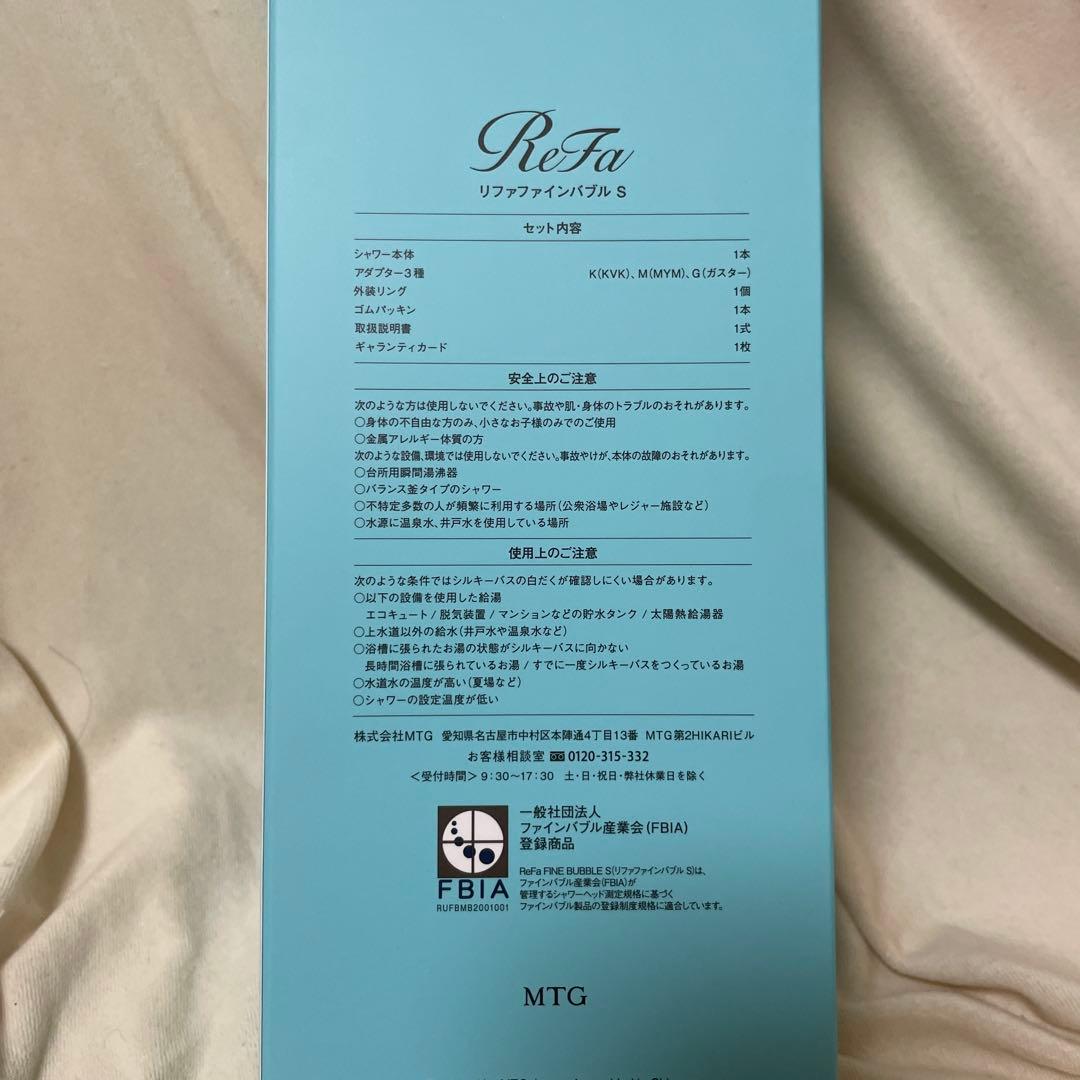 ReFa
リファファインバブル S
セット内容
シャワー本体 1本
アダプター3種 K(KVK)、M(MYM)、G(ガスター)
外装リング 1個
ゴムパッキン 1本
取扱説明書 1式
ギャランティカード 1枚
安全上のご注意
次のような方は使用しないでください。事故や肌・身体のトラブルのおそれがあります。
○身体の不自由な方のみ、小さなお子様のみでのご使用
○金属アレルギー体質の方
次のような設備、環境では使用しないでください。事故やけが、本体の故障のおそれがあります。
○台所用瞬間湯沸器
○バランス釜タイプのシャワー
○不特定多数の人が頻繁に利用する場所(公衆浴場やレジャー施設など)
○水源に温泉水、井戸水を使用している場所
使用上のご注意
次のような条件ではシルキーバスの白だくが確認しにくい場合があります。
○以下の設備を使用した給湯
エコキュート / 脱気装置 / マンションなどの貯水タンク / 太陽熱給湯器
○上水道以外の給水(井戸水や温泉水など)
○浴槽に張られたお湯の状態がシルキーバスに向かない
長時間浴槽に張られているお湯 / すでに一度シルキーバスをつくっているお湯
○水道水の温度が高い(夏場など)
○シャワーの設定温度が低い
株式会社MTG 愛知県名古屋市中村区本陣通4丁目13番 MTG第2HIKARIビル
お客様相談室 0120-315-332
<受付時間> 9:30～17:30 土・日・祝日・弊社休業日を除く
一般社団法人
ファインバブル産業会(FBIA)
登録商品
FBIA
RUFBMB2001001
ReFa FINE BUBBLE S(リファファインバブル S)は、
ファインバブル産業会(FBIA)が
管理するシャワーヘッド測定規格に基づく
ファインバブル製品の登録制度規格に適合しています。
MTG